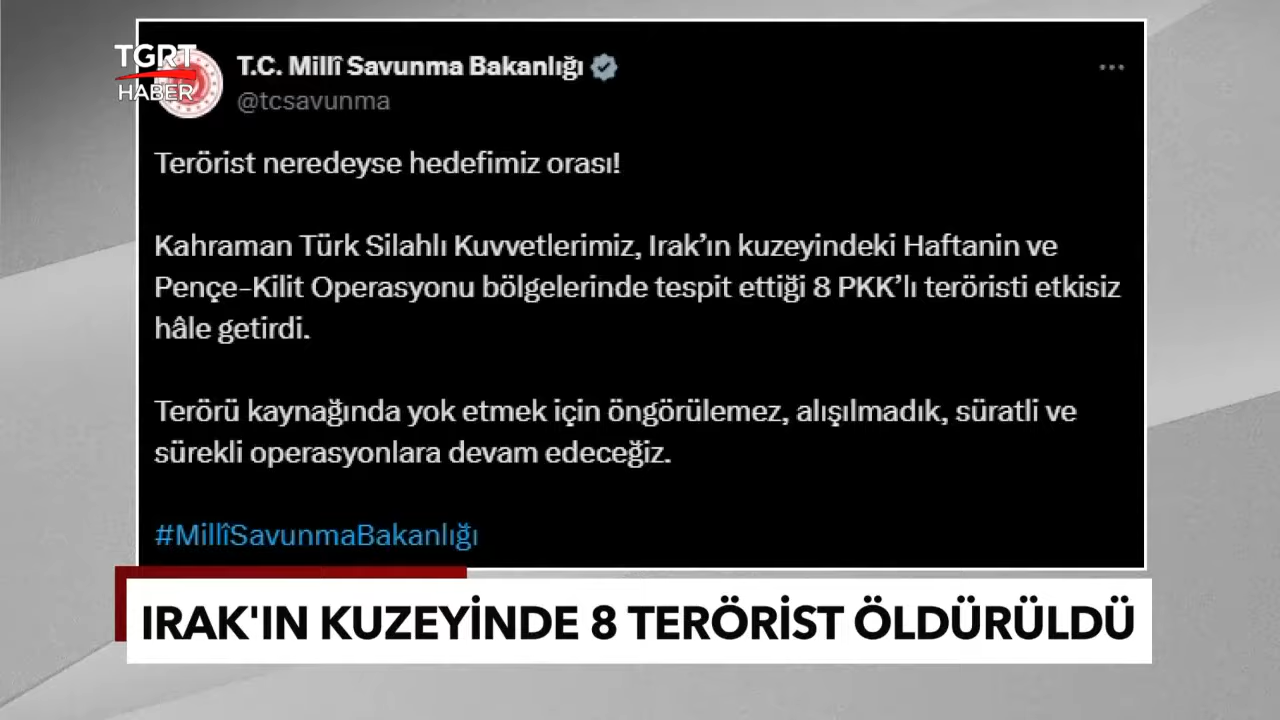 TGRT
HABER
T.C. Millî Savunma Bakanlığı
@tcsavunma
Terörist neredeyse hedefimiz orası!
Kahraman Türk Silahlı Kuvvetlerimiz, Irak’ın kuzeyindeki Haftanin ve
Pençe-Kilit Operasyonu bölgelerinde tespit ettiği 8 PKK’lı teröristi etkisiz
hâle getirdi.
Terörü kaynağında yok etmek için öngörülemez, alışılmadık, süratli ve
sürekli operasyonlara devam edeceğiz.
#MillîSavunmaBakanlığı
IRAK'IN KUZEYİNDE 8 TERÖRİST ÖLDÜRÜLDÜ